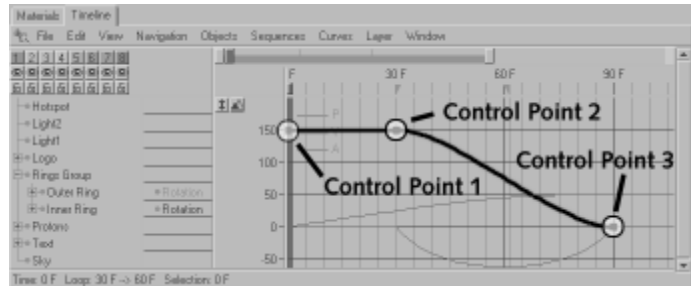 Materials Timeline
File Edit View Navigation Objects Sequences Curves Layer Window
1 2 3 4 5 6 7 8
F 30 F 60 F 90 F
Hotspot
Light2
Light1
Logo
Rings Group
Outer Ring Rotation
Inner Ring Rotation
Protons
Text
Sky
P
A
150
100
50
0
-50
Control Point 1
Control Point 2
Control Point 3
Time: 0 F Loop: 30 F -> 60 F Selection: 0 F